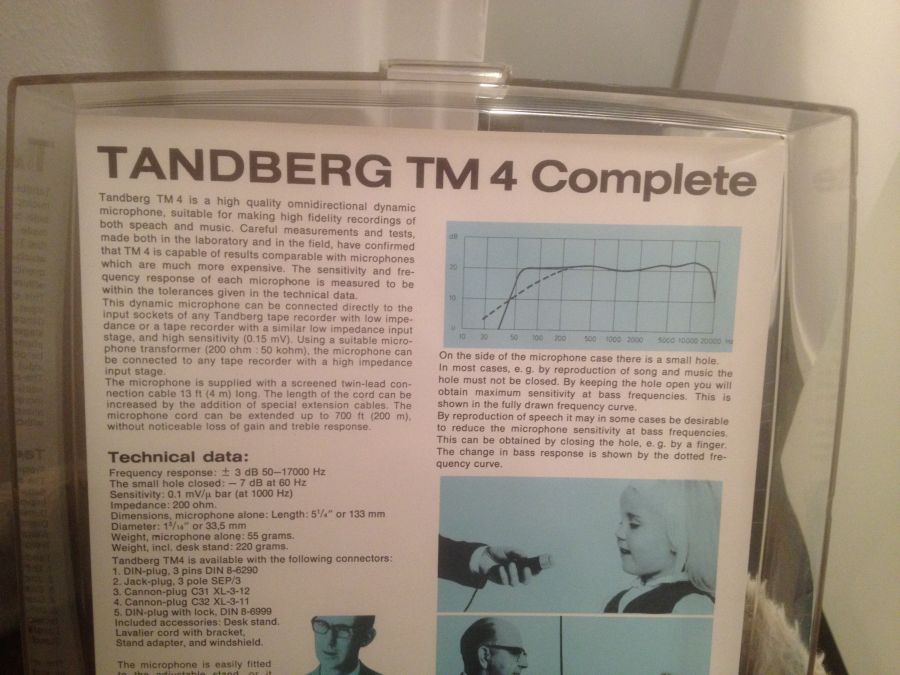 TANDBERG TM 4 Complete
Tandberg TM 4 is a high quality omnidirectional dynamic
microphone, suitable for making high fidelity recordings of
both speach and music. Careful measurements and tests,
made both in the laboratory and in the field, have confirmed
that TM 4 is capable of results comparable with microphones
which are much more expensive. The sensitivity and fre-
quency response of each microphone is measured to be
within the tolerances given in the technical data.
This dynamic microphone can be connected directly to the
input sockets of any Tandberg tape recorder with low impe-
dance or a tape recorder with a similar low impedance input
stage, and high sensitivity (0.15 mV). Using a suitable micro-
phone transformer (200 ohm : 50 kohm), the microphone can
be connected to any tape recorder with a high impedance
input stage.
The microphone is supplied with a screened twin-lead con-
nection cable 13 ft (4 m) long. The length of the cord can be
increased by the addition of special extension cables. The
microphone cord can be extended up to 700 ft (200 m),
without noticeable loss of gain and treble response.
Technical data:
Frequency response: ± 3 dB 50—17000 Hz
The small hole closed: — 7 dB at 60 Hz
Sensitivity: 0.1 mV/μ bar (at 1000 Hz)
Impedance: 200 ohm.
Dimensions, microphone alone: Length: 5¹/₄" or 133 mm
Diameter: 1⁵/₁₆" or 33,5 mm
Weight, microphone alone: 55 grams.
Weight, incl. desk stand: 220 grams.
Tandberg TM4 is available with the following connectors:
1. DIN-plug, 3 pins DIN 8-6290
2. Jack-plug, 3 pole SEP/3
3. Cannon-plug C31 XL-3-12
4. Cannon-plug C32 XL-3-11
5. DIN-plug with lock, DIN 8-6999
Included accessories: Desk stand.
Lavalier cord with bracket,
Stand adapter, and windshield.
The microphone is easily fitted
to the adjustable stand, or it
dB
20
10
0
10 20 50 100 200 500 1000 2000 5000 10000 20000 Hz
On the side of the microphone case there is a small hole.
In most cases, e. g. by reproduction of song and music the
hole must not be closed. By keeping the hole open you will
obtain maximum sensitivity at bass frequencies. This is
shown in the fully drawn frequency curve.
By reproduction of speech it may in some cases be desirable
to reduce the microphone sensitivity at bass frequencies.
This can be obtained by closing the hole, e. g. by a finger.
The change in bass response is shown by the dotted fre-
quency curve.